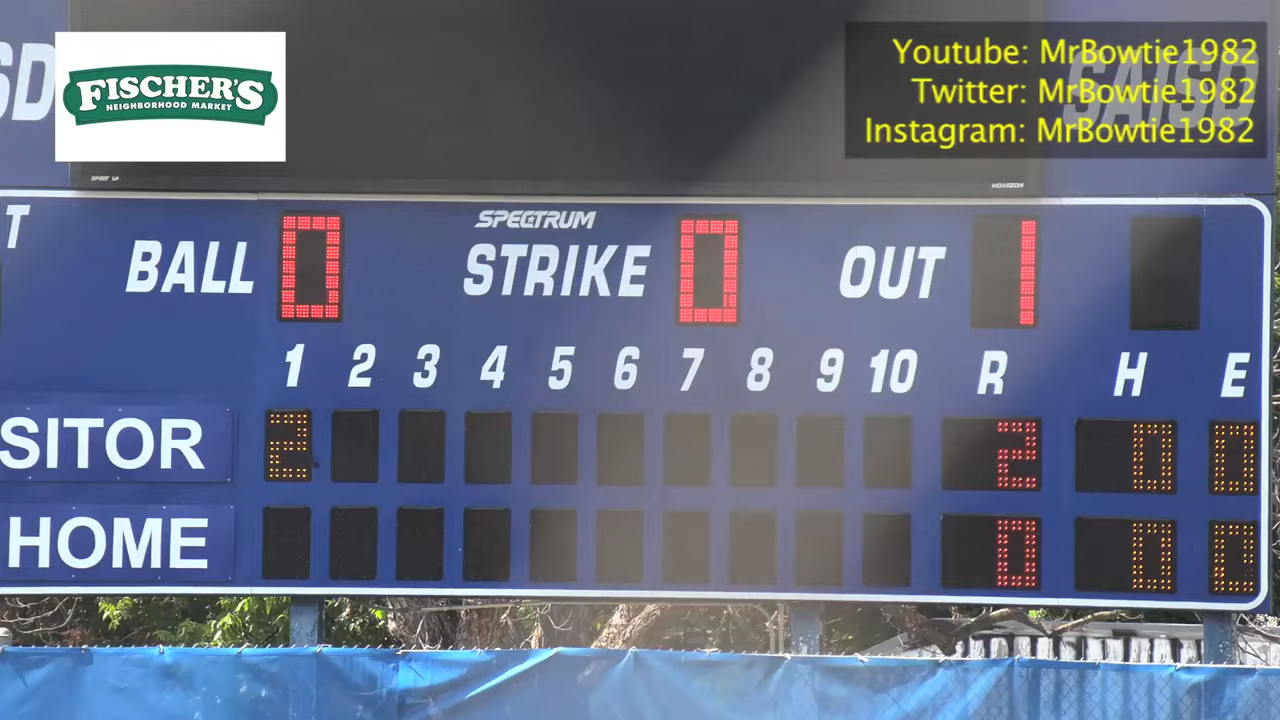 SD
FISCHER'S
NEIGHBORHOOD MARKET
Youtube: MrBowtie1982
Twitter: MrBowtie1982
Instagram: MrBowtie1982
SAISD
T
BALL 0
SPECTRUM
STRIKE 0
OUT 1
1 2 3 4 5 6 7 8 9 10 R H E
SITOR 2 2 0 0
HOME 0 0 0